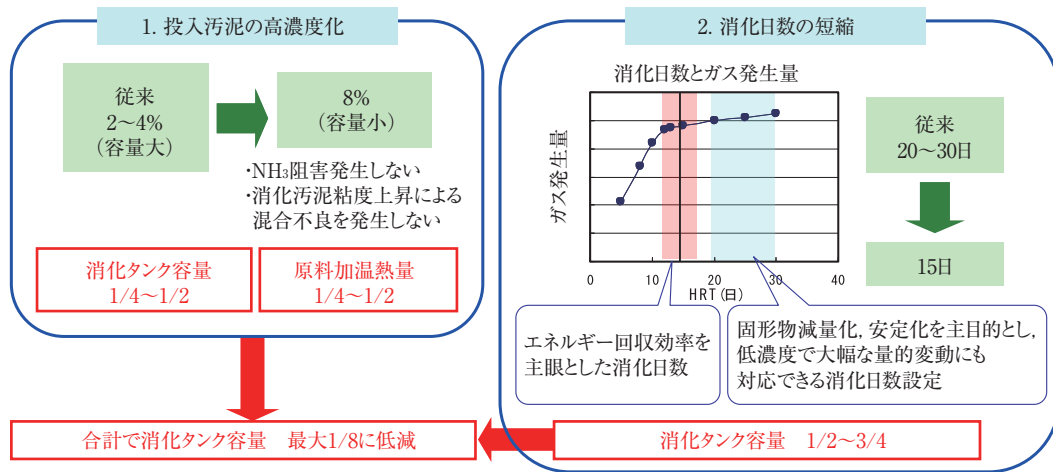 1. 投入汚泥の高濃度化
従来
2～4%
(容量大)
8%
(容量小)
・NH₃阻害発生しない
・消化汚泥粘度上昇による
混合不良を発生しない
消化タンク容量
1/4～1/2
原料加温熱量
1/4～1/2
2. 消化日数の短縮
消化日数とガス発生量
ガス発生量
0
10
20
30
40
HRT(日)
従来
20～30日
15日
エネルギー回収効率を
主眼とした消化日数
固形物減量化, 安定化を主目的とし,
低濃度で大幅な量的変動にも
対応できる消化日数設定
合計で消化タンク容量　最大1/8に低減
消化タンク容量　1/2～3/4